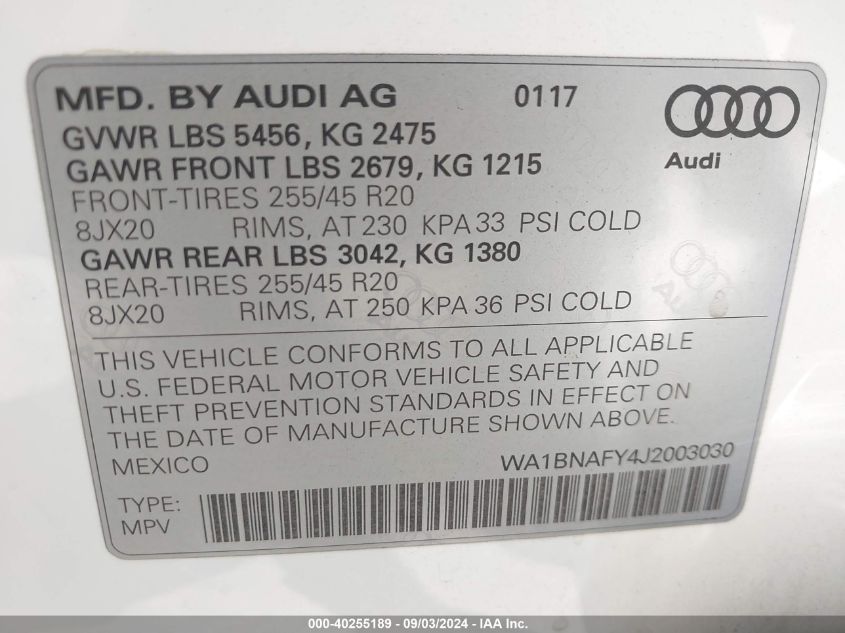 MFD. BY AUDI AG 0117
GVWR LBS 5456, KG 2475
GAWR FRONT LBS 2679, KG 1215
Audi
FRONT-TIRES 255/45 R20
8JX20 RIMS, AT 230 KPA 33 PSI COLD
GAWR REAR LBS 3042, KG 1380
REAR-TIRES 255/45 R20
8JX20 RIMS, AT 250 KPA 36 PSI COLD
THIS VEHICLE CONFORMS TO ALL APPLICABLE
U.S. FEDERAL MOTOR VEHICLE SAFETY AND
THEFT PREVENTION STANDARDS IN EFFECT ON
THE DATE OF MANUFACTURE SHOWN ABOVE.
MEXICO WA1BNAFY4J2003030
TYPE:
MPV
000-40255189 - 09/03/2024 - IAA Inc.